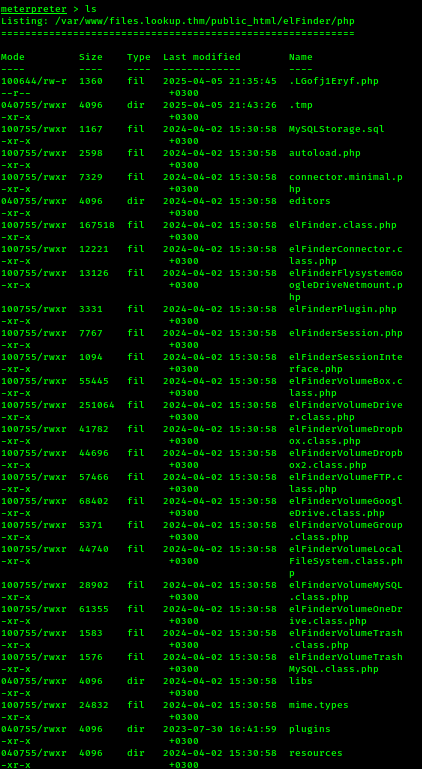 meterpreter > ls
Listing: /var/www/files.lookup.thm/public_html/elFinder/php
===========================================================
Mode Size Type Last modified Name
---- ---- ---- ------------- ----
100644/rw-r 1360 fil 2025-04-05 21:35:45 .LGofj1Eryf.php
--r-- +0300
040755/rwxr 4096 dir 2025-04-05 21:43:26 .tmp
-xr-x +0300
100755/rwxr 1167 fil 2024-04-02 15:30:58 MySQLStorage.sql
-xr-x +0300
100755/rwxr 2598 fil 2024-04-02 15:30:58 autoload.php
-xr-x +0300
100755/rwxr 7329 fil 2024-04-02 15:30:58 connector.minimal.p
-xr-x +0300 hp
040755/rwxr 4096 dir 2024-04-02 15:30:58 editors
-xr-x +0300
100755/rwxr 167518 fil 2024-04-02 15:30:58 elFinder.class.php
-xr-x +0300
100755/rwxr 12221 fil 2024-04-02 15:30:58 elFinderConnector.c
-xr-x +0300 lass.php
100755/rwxr 13126 fil 2024-04-02 15:30:58 elFinderFlysystemGo
-xr-x +0300 ogleDriveNetmount.p
hp
100755/rwxr 3331 fil 2024-04-02 15:30:58 elFinderPlugin.php
-xr-x +0300
100755/rwxr 7767 fil 2024-04-02 15:30:58 elFinderSession.php
-xr-x +0300
100755/rwxr 1094 fil 2024-04-02 15:30:58 elFinderSessionInte
-xr-x +0300 rface.php
100755/rwxr 55445 fil 2024-04-02 15:30:58 elFinderVolumeBox.c
-xr-x +0300 lass.php
100755/rwxr 251064 fil 2024-04-02 15:30:58 elFinderVolumeDrive
-xr-x +0300 r.class.php
100755/rwxr 41782 fil 2024-04-02 15:30:58 elFinderVolumeDropb
-xr-x +0300 ox.class.php
100755/rwxr 44696 fil 2024-04-02 15:30:58 elFinderVolumeDropb
-xr-x +0300 ox2.class.php
100755/rwxr 57466 fil 2024-04-02 15:30:58 elFinderVolumeFTP.c
-xr-x +0300 lass.php
100755/rwxr 68402 fil 2024-04-02 15:30:58 elFinderVolumeGoogl
-xr-x +0300 eDrive.class.php
100755/rwxr 5371 fil 2024-04-02 15:30:58 elFinderVolumeGroup
-xr-x +0300 .class.php
100755/rwxr 44740 fil 2024-04-02 15:30:58 elFinderVolumeLocal
-xr-x +0300 FileSystem.class.ph
p
100755/rwxr 28902 fil 2024-04-02 15:30:58 elFinderVolumeMySQL
-xr-x +0300 .class.php
100755/rwxr 61355 fil 2024-04-02 15:30:58 elFinderVolumeOneDr
-xr-x +0300 ive.class.php
100755/rwxr 1583 fil 2024-04-02 15:30:58 elFinderVolumeTrash
-xr-x +0300 .class.php
100755/rwxr 1576 fil 2024-04-02 15:30:58 elFinderVolumeTrash
-xr-x +0300 MySQL.class.php
040755/rwxr 4096 dir 2024-04-02 15:30:58 libs
-xr-x +0300
100755/rwxr 24832 fil 2024-04-02 15:30:58 mime.types
-xr-x +0300
040755/rwxr 4096 dir 2023-07-30 16:41:59 plugins
-xr-x +0300
040755/rwxr 4096 dir 2024-04-02 15:30:58 resources
-xr-x +0300